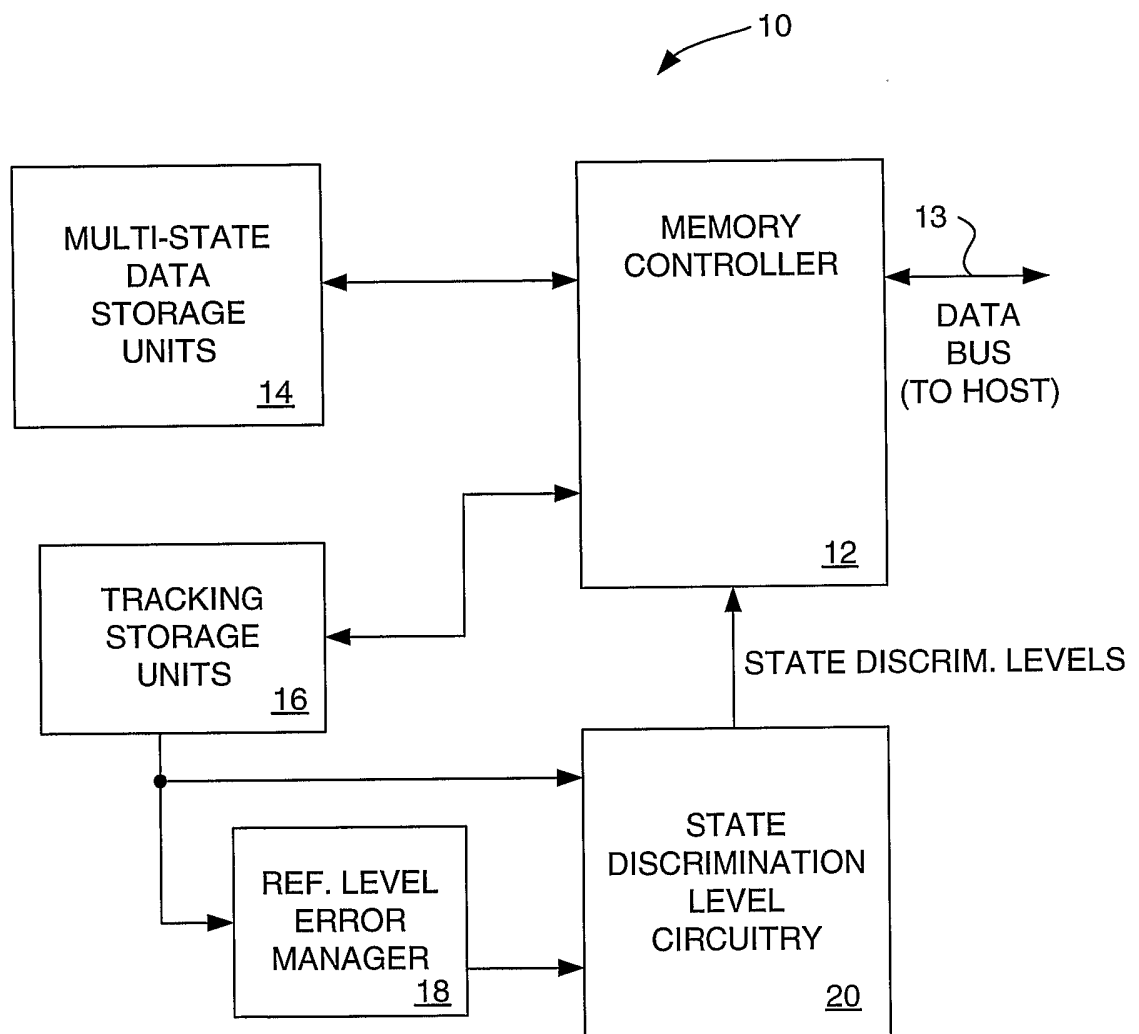 10
MULTI-STATE
DATA
STORAGE
UNITS
14
MEMORY
CONTROLLER
12
13
DATA
BUS
(TO HOST)
TRACKING
STORAGE
UNITS
16
STATE DISCRIM. LEVELS
REF. LEVEL
ERROR
MANAGER
18
STATE
DISCRIMINATION
LEVEL
CIRCUITRY
20